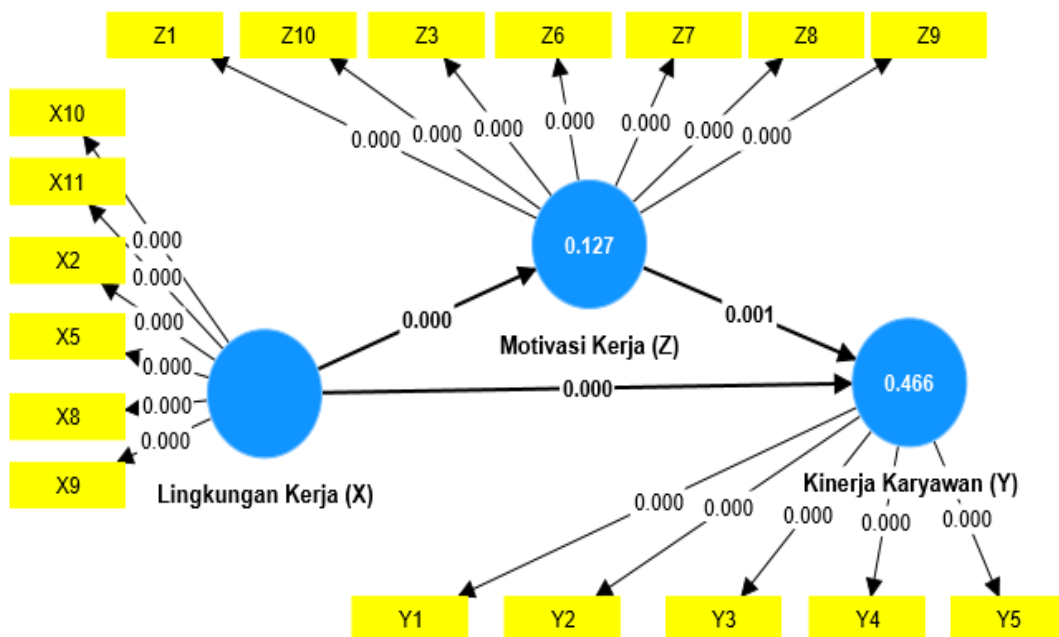 Z1
Z10
Z3
Z6
Z7
Z8
Z9
X10
X11
X2
X5
X8
X9
0.000
0.000
0.000
0.000
0.000
0.000
0.000
0.000
0.000
0.000
0.000
0.000
0.000
0.127
0.000
0.001
Motivasi Kerja (Z)
0.000
0.466
Lingkungan Kerja (X)
Kinerja Karyawan (Y)
0.000
0.000
0.000
0.000
0.000
Y1
Y2
Y3
Y4
Y5